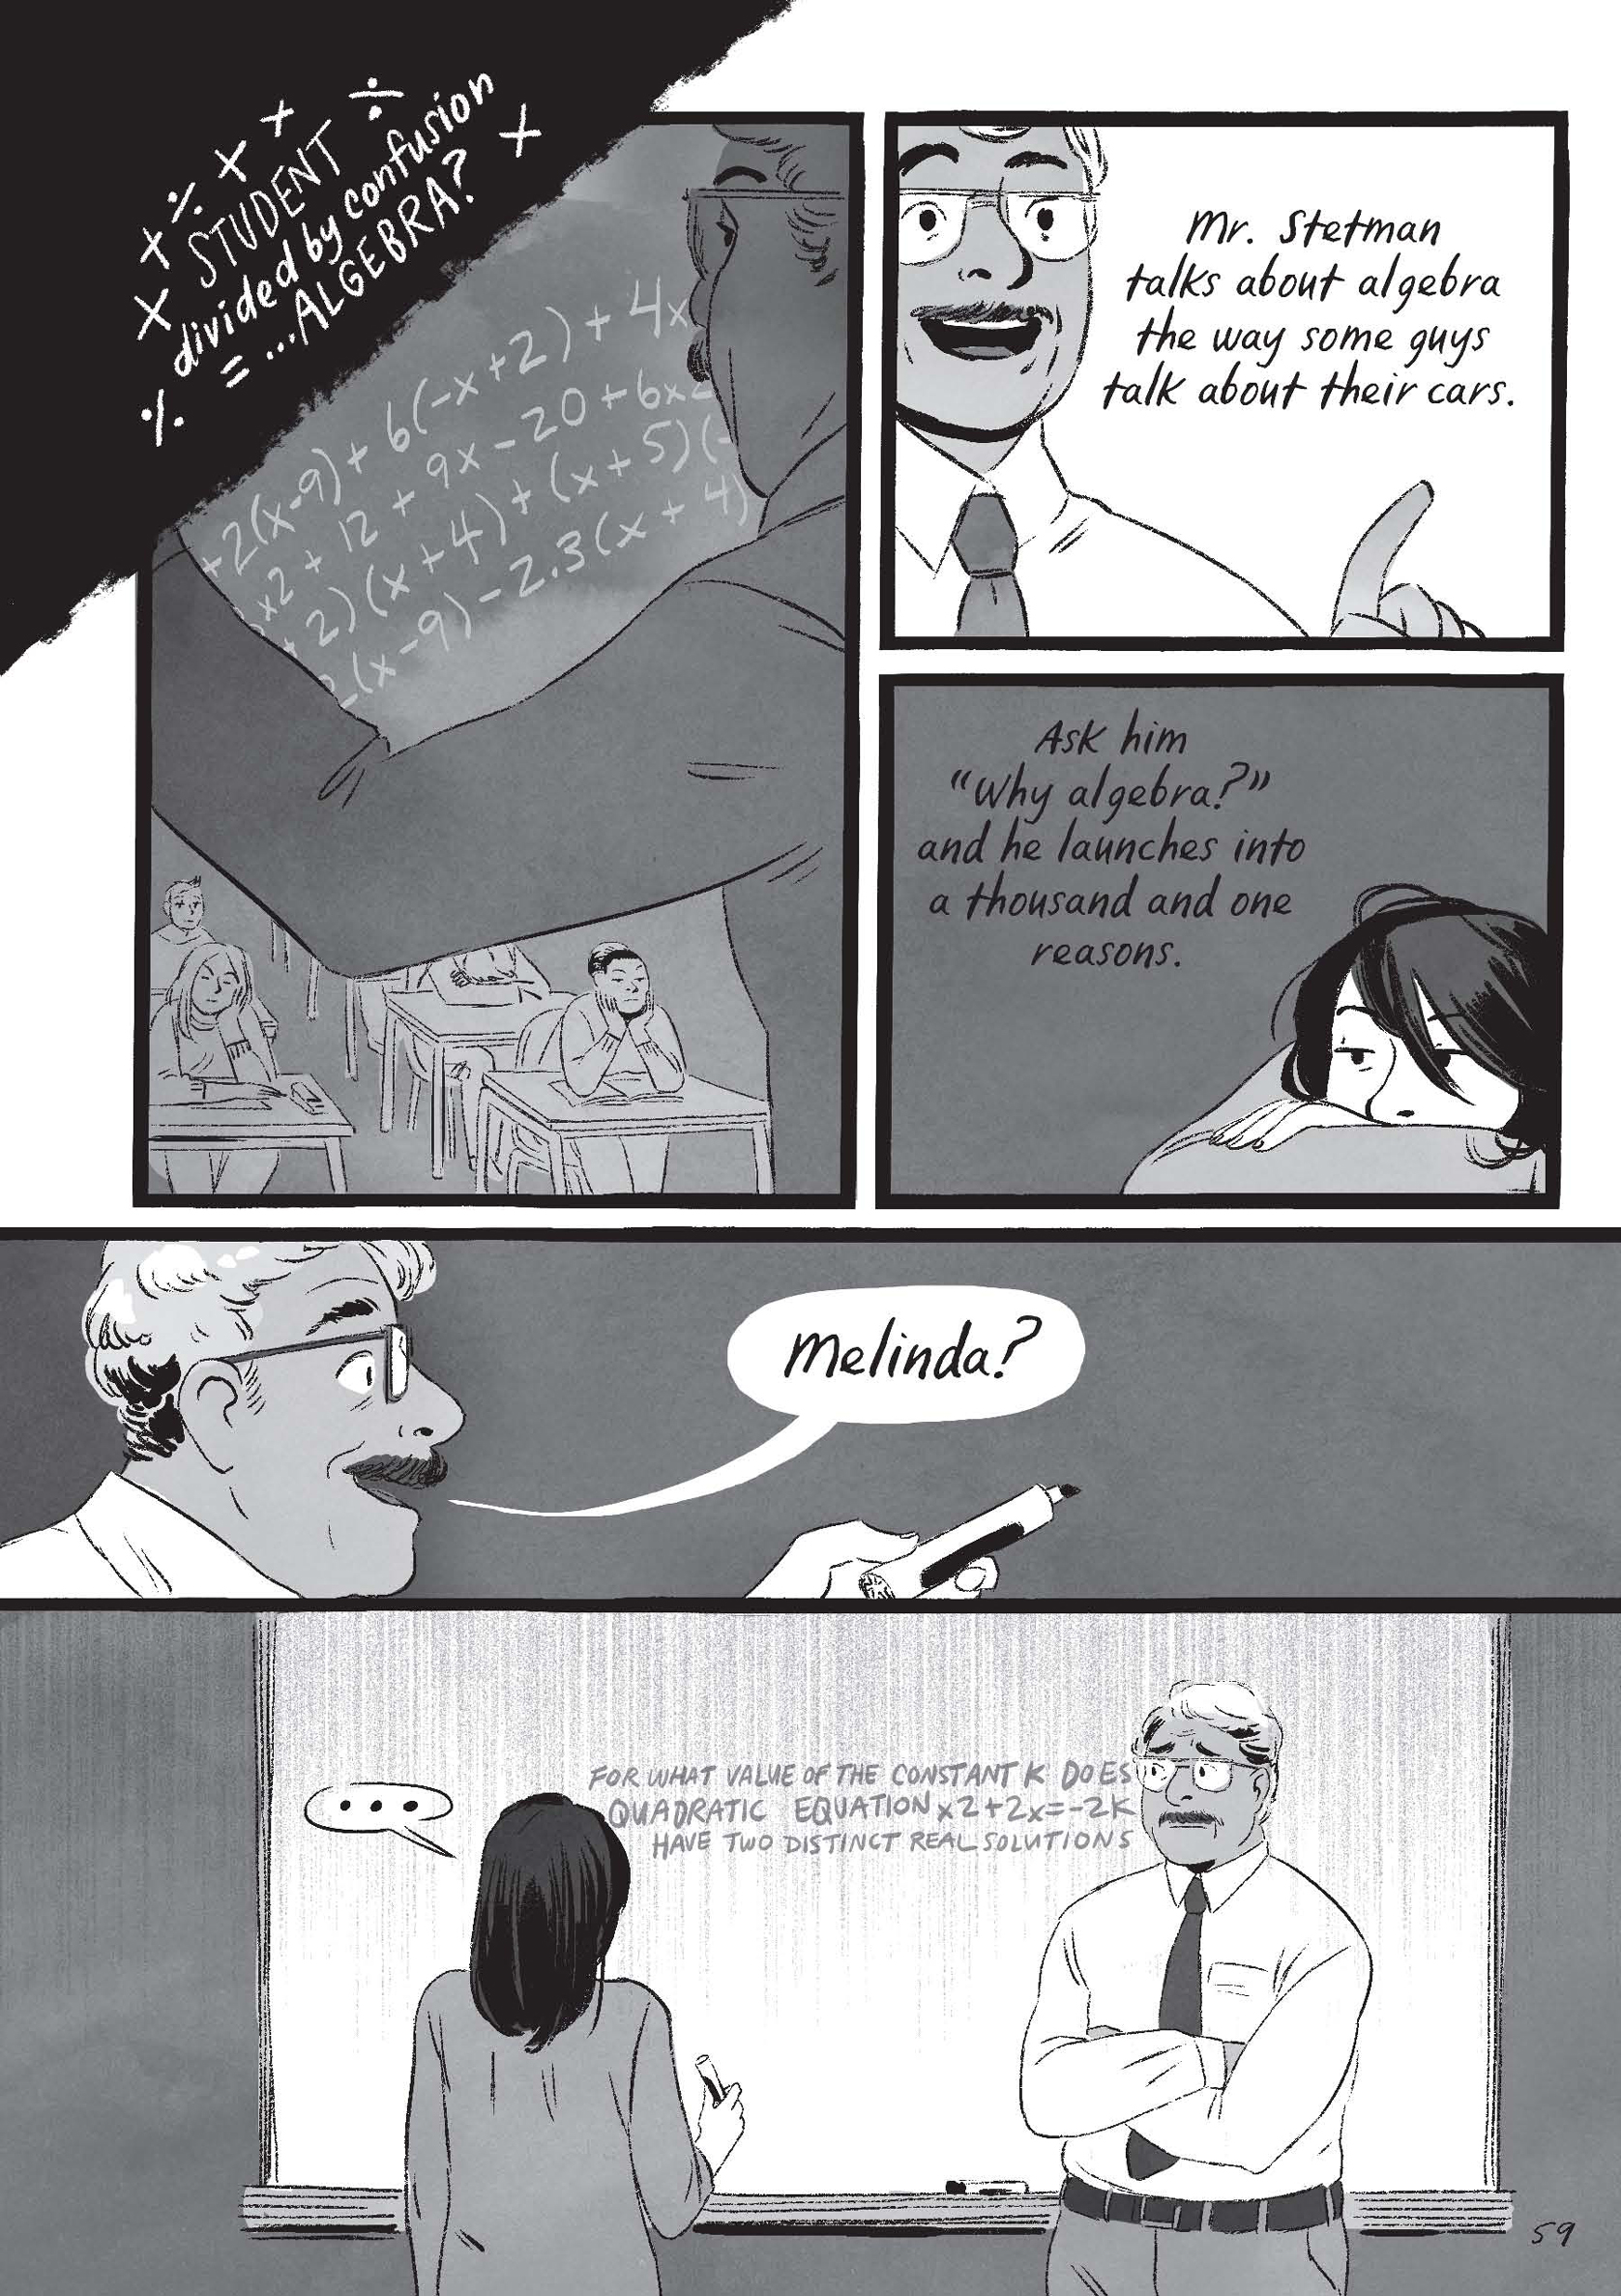 + ÷ × + ÷
× STUDENT ×
divided by confusion
% = ...ALGEBRA?
+2(x-9)+ 6(-x+2)+ 4x
x2 + 12 + 9x - 20 + 6x2
+ 2)(x + 4) + (x + 5)(-
2(x-9) - 2.3(x + 4)
Mr. Stetman
talks about algebra
the way some guys
talk about their cars.
Ask him
“Why algebra?”
and he launches into
a thousand and one
reasons.
Melinda?
...
FOR WHAT VALUE OF THE CONSTANT K DOES
QUADRATIC EQUATION x2+2x=-2K
HAVE TWO DISTINCT REAL SOLUTIONS
59